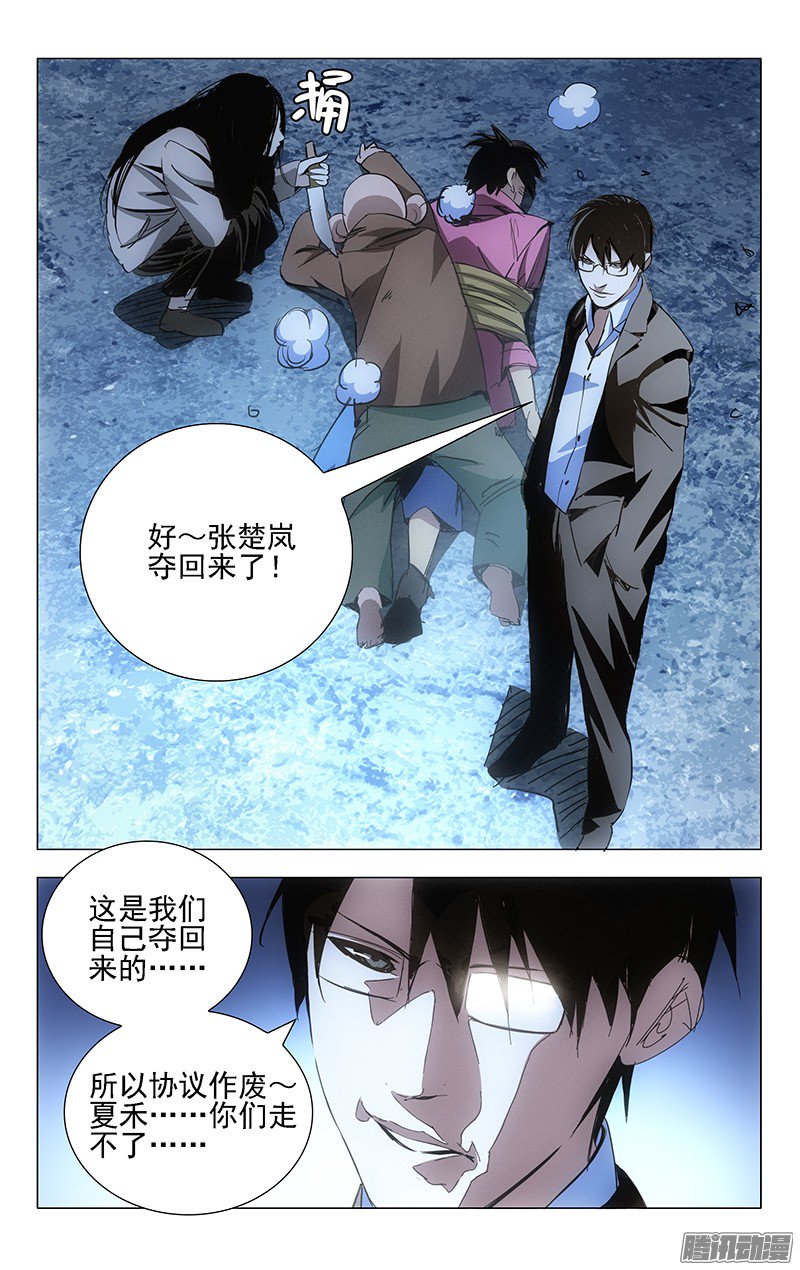 捅
好～张楚岚
夺回来了！
这是我们
自己夺回
来的……
所以协议作废～
夏禾……你们走
不了……
腾讯动漫